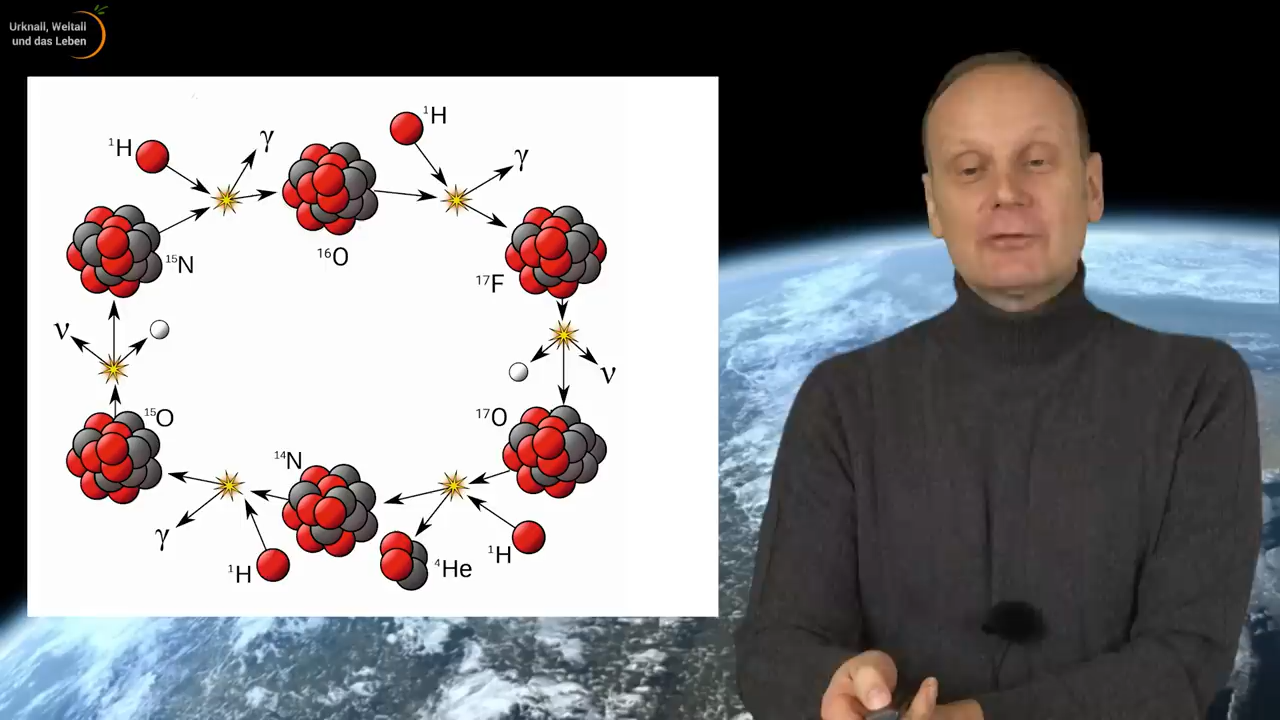 Urknall, Weltall
und das Leben
¹H
γ
¹H
γ
¹⁶O
¹⁵N
¹⁷F
ν
ν
¹⁵O
¹⁷O
¹⁴N
γ
¹H
⁴He
¹H